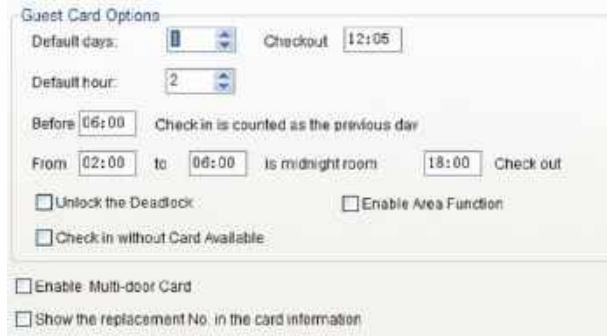 Guest Card Options
Default days: Checkout 12:05
Default hour: 2
Before 06:00 Check in is counted as the previous day
From 02:00 to 06:00 is midnight room 18:00 Check out
Unlock the Deadlock Enable Area Function
Check in without Card Available
Enable Multi-door Card
Show the replacement No. in the card information